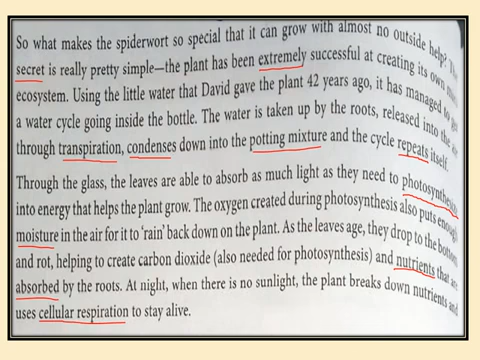 So what makes the spiderwort so special that it can grow with almost no outside help? The
secret is really pretty simple—the plant has been extremely successful at creating its own
ecosystem. Using the little water that David gave the plant 42 years ago, it has managed to
a water cycle going inside the bottle. The water is taken up by the roots, released into the air
through transpiration, condenses down into the potting mixture and the cycle repeats itself.
Through the glass, the leaves are able to absorb as much light as they need to photosynthesis
into energy that helps the plant grow. The oxygen created during photosynthesis also puts enough
moisture in the air for it to ‘rain’ back down on the plant. As the leaves age, they drop to the bottom
and rot, helping to create carbon dioxide (also needed for photosynthesis) and nutrients that are
absorbed by the roots. At night, when there is no sunlight, the plant breaks down nutrients and
uses cellular respiration to stay alive.